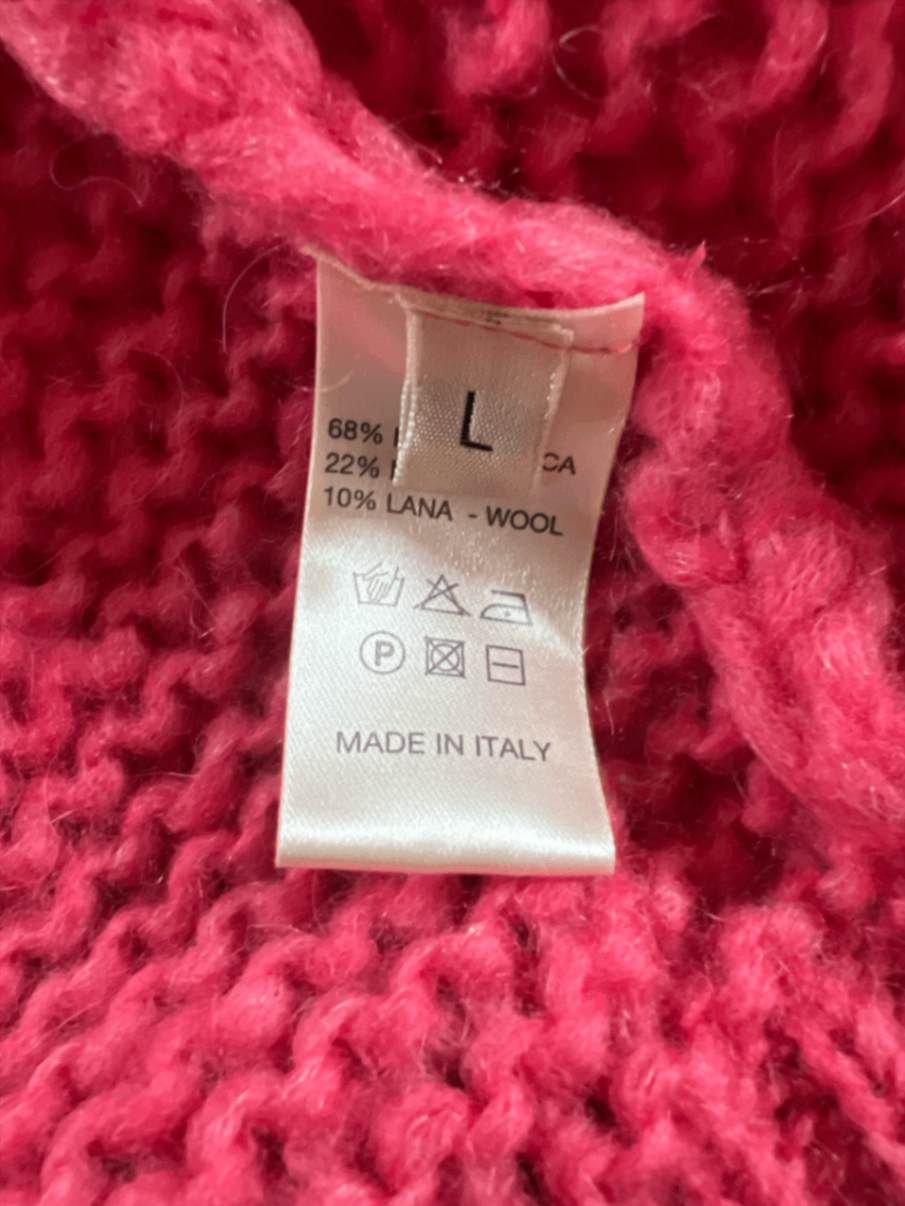 L
68%
22% CA
10% LANA - WOOL
P
MADE IN ITALY